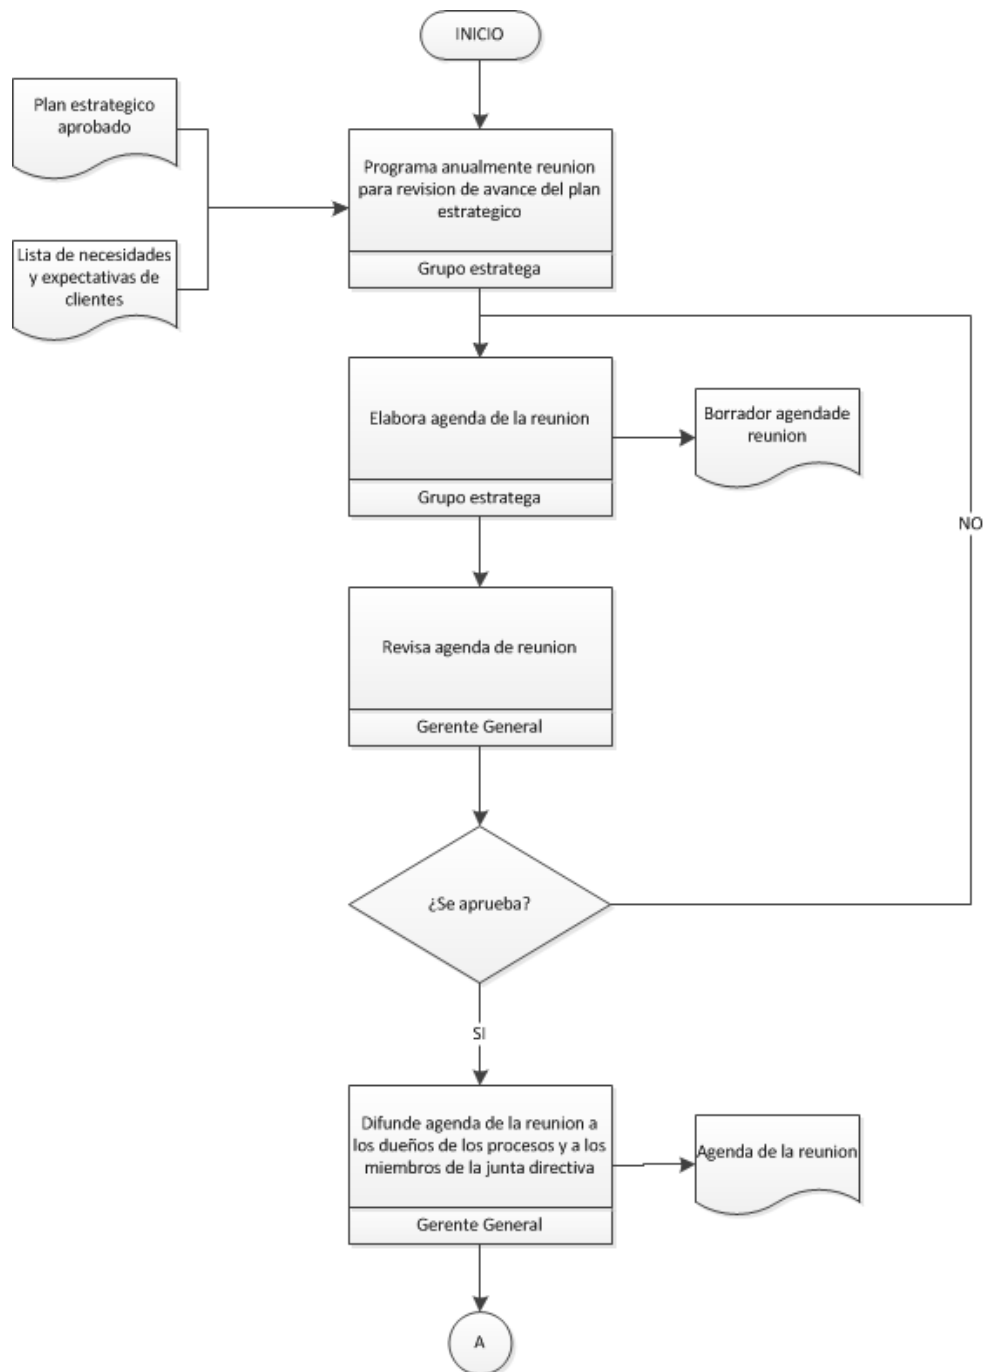 INICIO
Plan estrategico
aprobado
Programa anualmente reunion
para revision de avance del plan
estrategico
Grupo estratega
Lista de necesidades
y expectativas de
clientes
Elabora agenda de la reunion
Grupo estratega
Borrador agendade
reunion
NO
Revisa agenda de reunion
Gerente General
¿Se aprueba?
SI
Difunde agenda de la reunion a
los dueños de los procesos y a los
miembros de la junta directiva
Gerente General
Agenda de la reunion
A